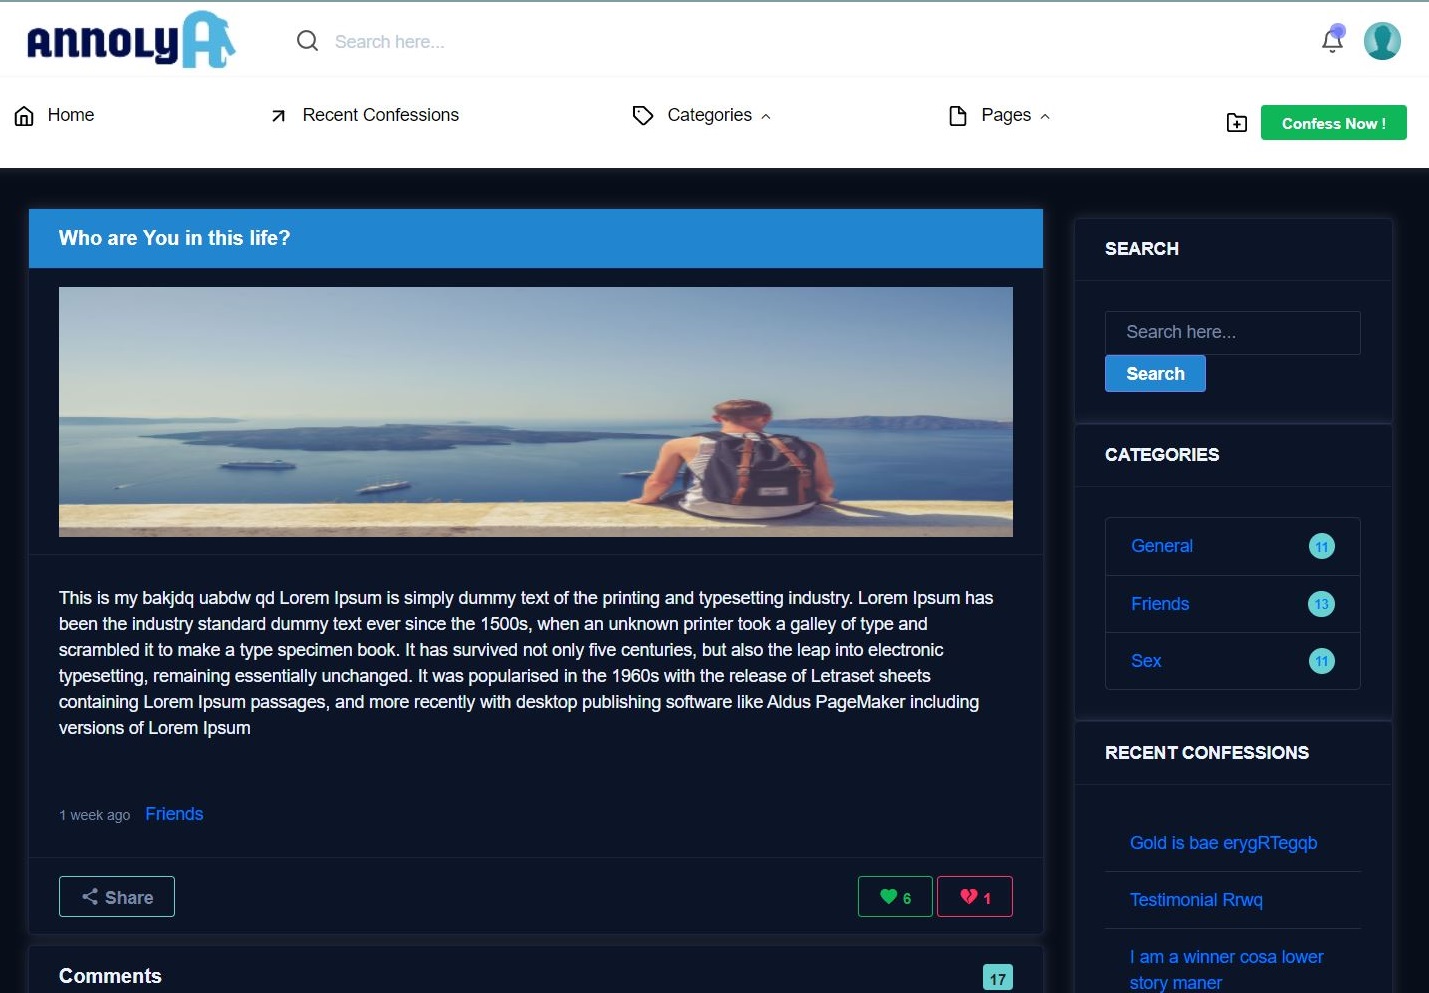 ANNOLY A
Search here...
Home
Recent Confessions
Categories
Pages
Confess Now !
Who are You in this life?
This is my bakjdq uabdw qd Lorem Ipsum is simply dummy text of the printing and typesetting industry. Lorem Ipsum has
been the industry standard dummy text ever since the 1500s, when an unknown printer took a galley of type and
scrambled it to make a type specimen book. It has survived not only five centuries, but also the leap into electronic
typesetting, remaining essentially unchanged. It was popularised in the 1960s with the release of Letraset sheets
containing Lorem Ipsum passages, and more recently with desktop publishing software like Aldus PageMaker including
versions of Lorem Ipsum
1 week ago Friends
Share
6
1
Comments
17
SEARCH
Search here...
Search
CATEGORIES
General 11
Friends 13
Sex 11
RECENT CONFESSIONS
Gold is bae erygRTegqb
Testimonial Rrwq
I am a winner cosa lower
story maner